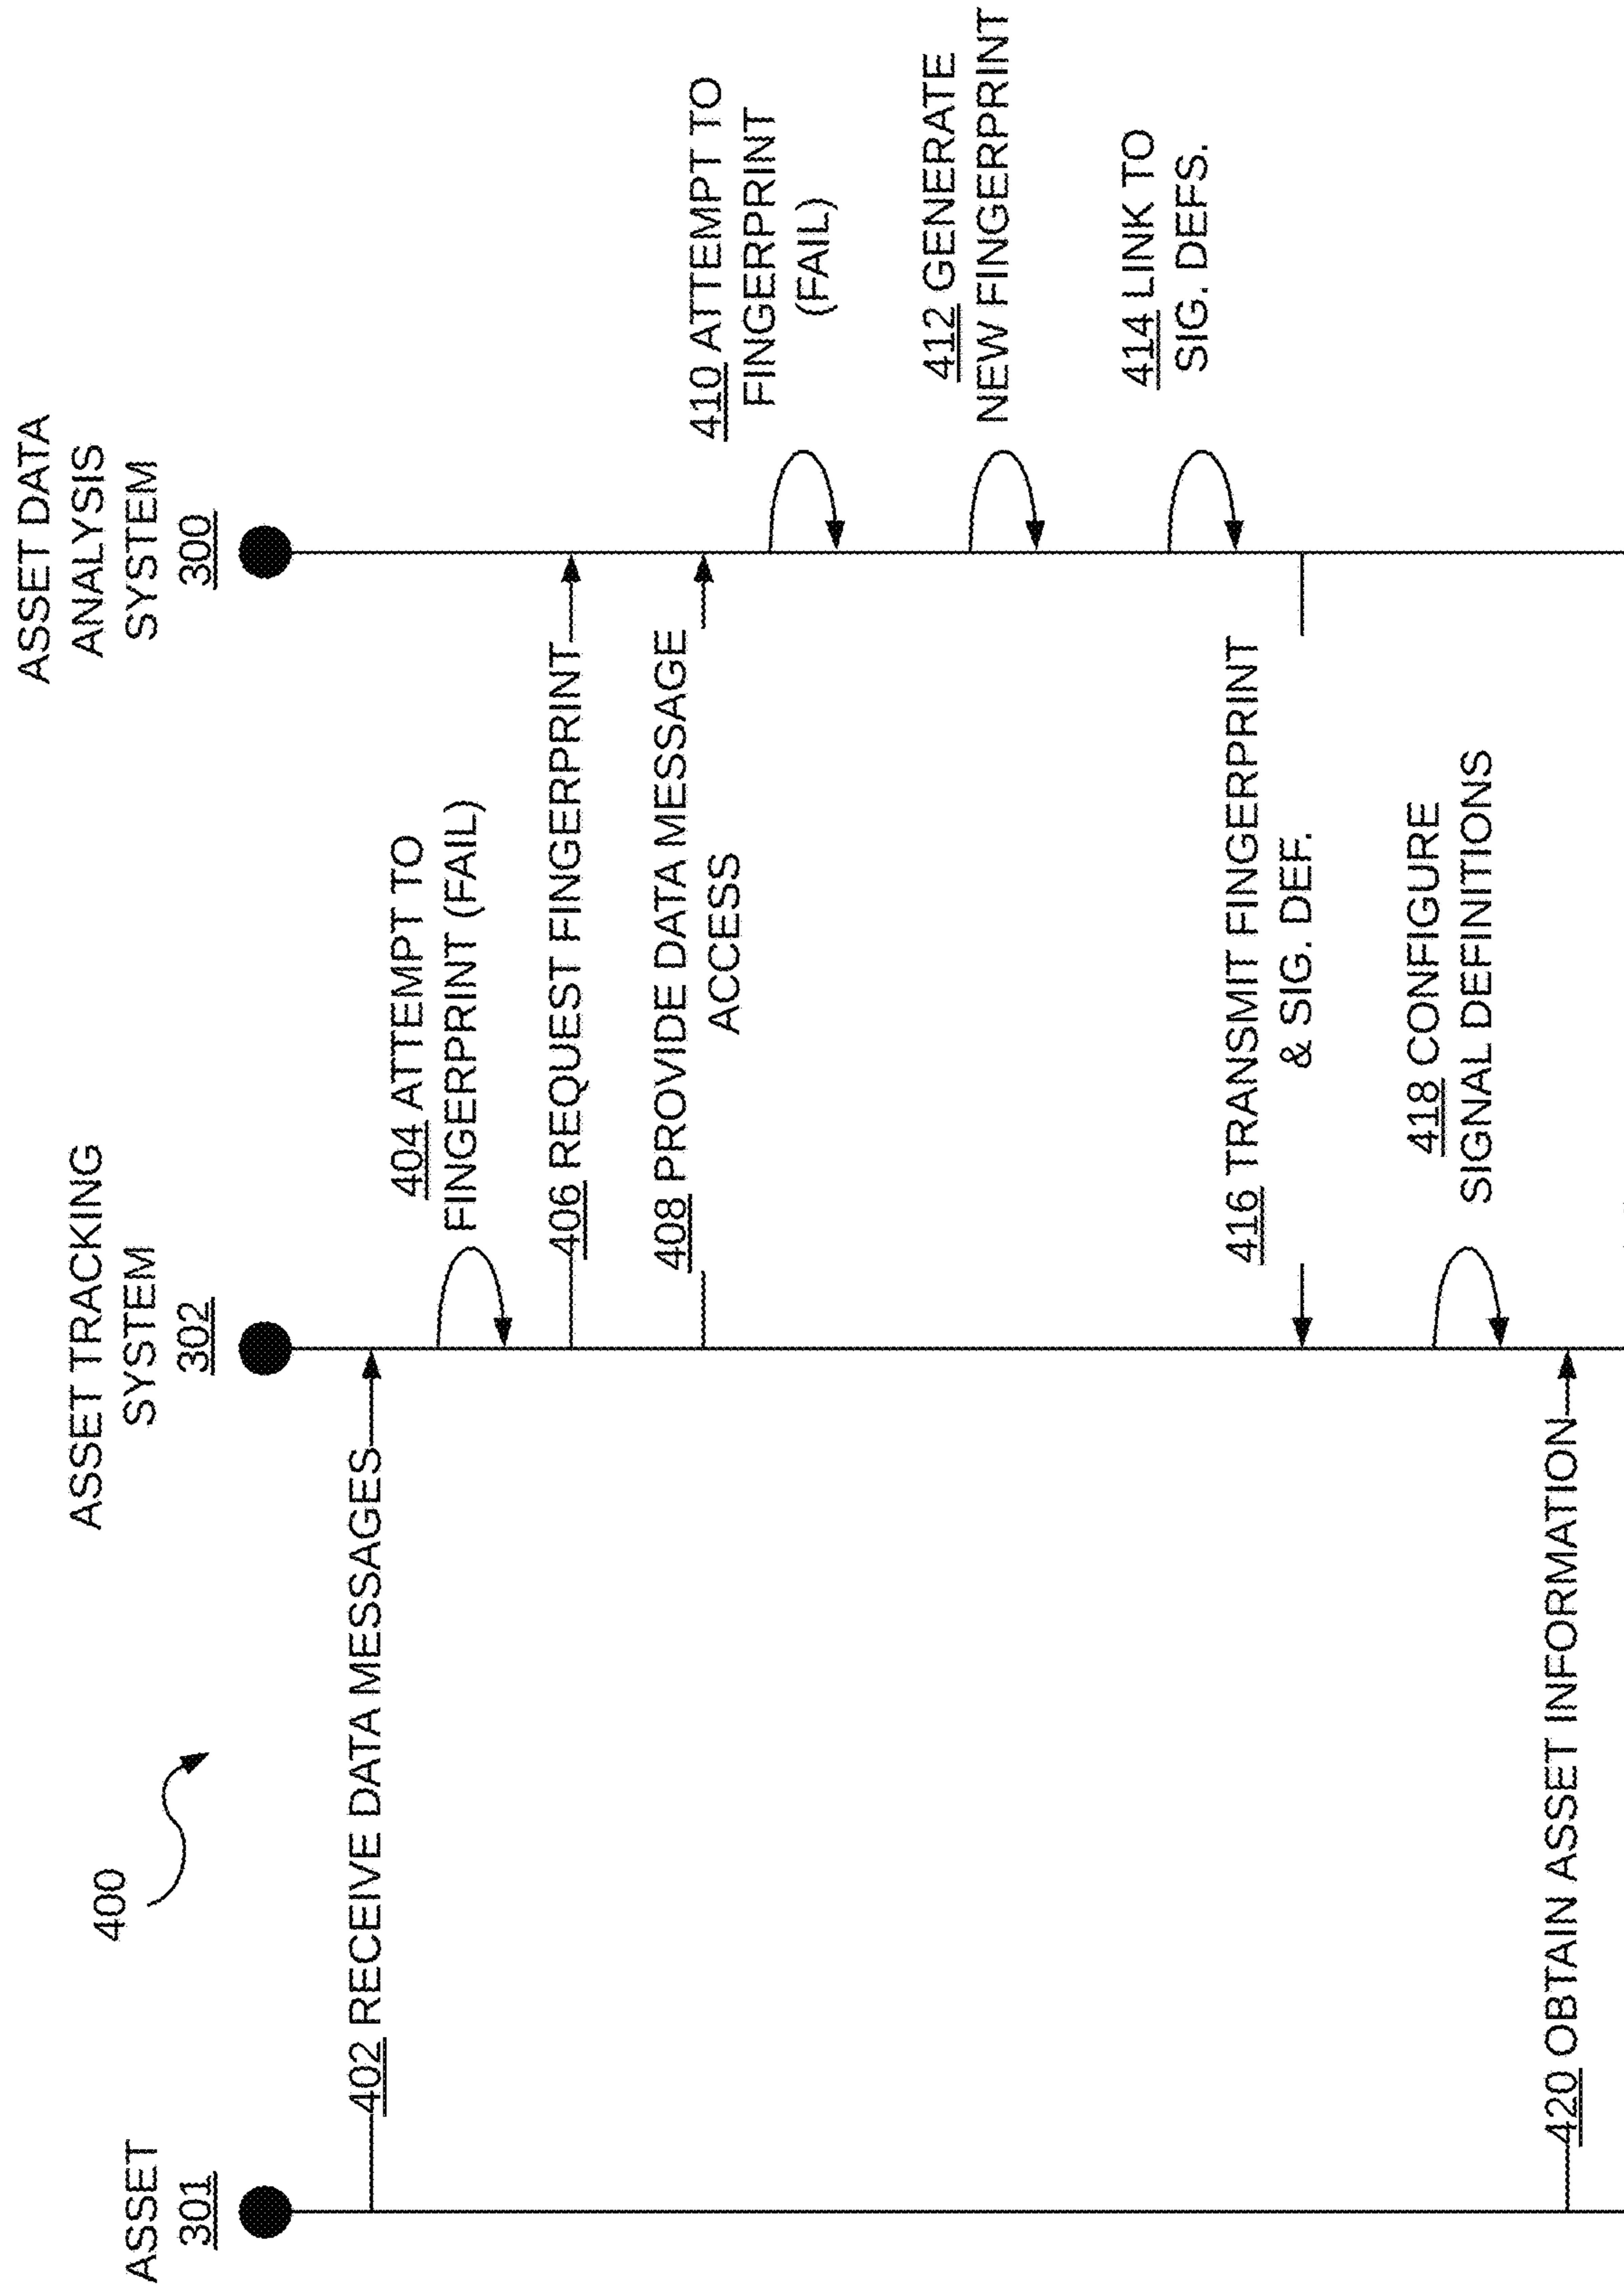 400
ASSET
301
ASSET TRACKING
SYSTEM
302
ASSET DATA
ANALYSIS
SYSTEM
300
402 RECEIVE DATA MESSAGES
404 ATTEMPT TO
FINGERPRINT (FAIL)
406 REQUEST FINGERPRINT
408 PROVIDE DATA MESSAGE
ACCESS
410 ATTEMPT TO
FINGERPRINT
(FAIL)
412 GENERATE
NEW FINGERPRINT
414 LINK TO
SIG. DEFS.
416 TRANSMIT FINGERPRINT
& SIG. DEF.
418 CONFIGURE
SIGNAL DEFINITIONS
420 OBTAIN ASSET INFORMATION